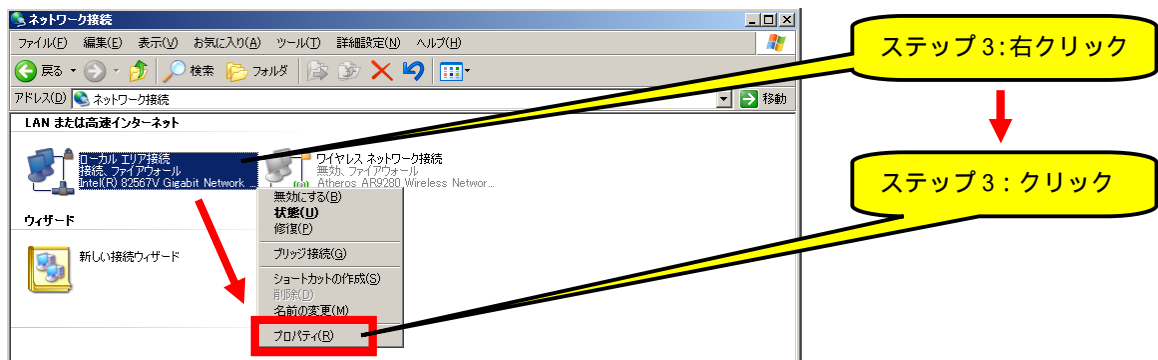 ネットワーク接続
ファイル(F) 編集(E) 表示(V) お気に入り(A) ツール(T) 詳細設定(N) ヘルプ(H)
戻る 検索 フォルダ
アドレス(D) ネットワーク接続 移動
LAN または高速インターネット
ローカル エリア接続
接続、ファイアウォール
Intel(R) 82567V Gigabit Network ...
ワイヤレス ネットワーク接続
無効、ファイアウォール
Atheros AR9280 Wireless Networ...
無効にする(B)
状態(U)
修復(P)
ブリッジ接続(G)
ショートカットの作成(S)
削除(D)
名前の変更(M)
プロパティ(R)
ウィザード
新しい接続ウィザード
ステップ3:右クリック
ステップ3：クリック